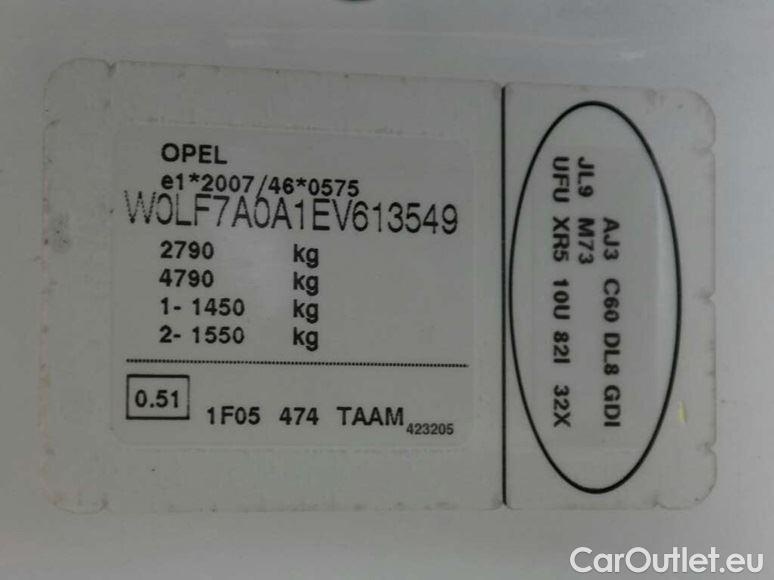 OPEL
e1*2007/46*0575
W0LF7A0A1EV613549
2790 kg
4790 kg
1- 1450 kg
2- 1550 kg
0.51 1F05 474 TAAM 423205
AJ3 C60 DL8 GDI
JL9 M73
UFU XR5 10U 82I 32X
CarOutlet.eu